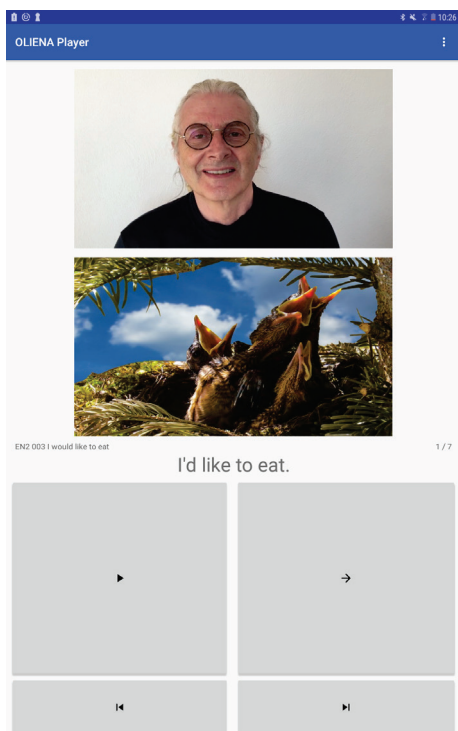 10:26
OLIENA Player
EN2 003 I would like to eat
1 / 7
I'd like to eat.